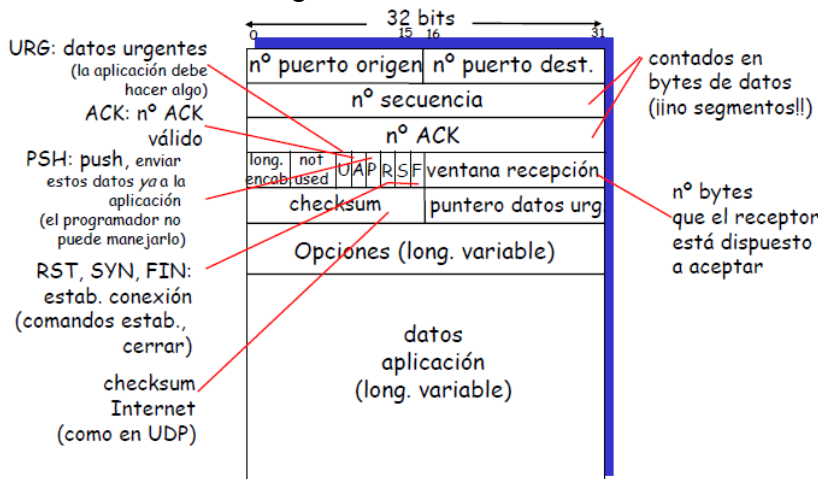 32 bits
0 15 16 31
URG: datos urgentes
(la aplicación debe
hacer algo)
ACK: nº ACK
válido
PSH: push, enviar
estos datos ya a la
aplicación
(el programador no
puede manejarlo)
RST, SYN, FIN:
estab. conexión
(comandos estab.,
cerrar)
checksum
Internet
(como en UDP)
nº puerto origen nº puerto dest.
nº secuencia
nº ACK
long. encab.
not used
U A P R S F
ventana recepción
checksum
puntero datos urg
Opciones (long. variable)
datos
aplicación
(long. variable)
contados en
bytes de datos
(¡¡no segmentos!!)
nº bytes
que el receptor
está dispuesto
a aceptar